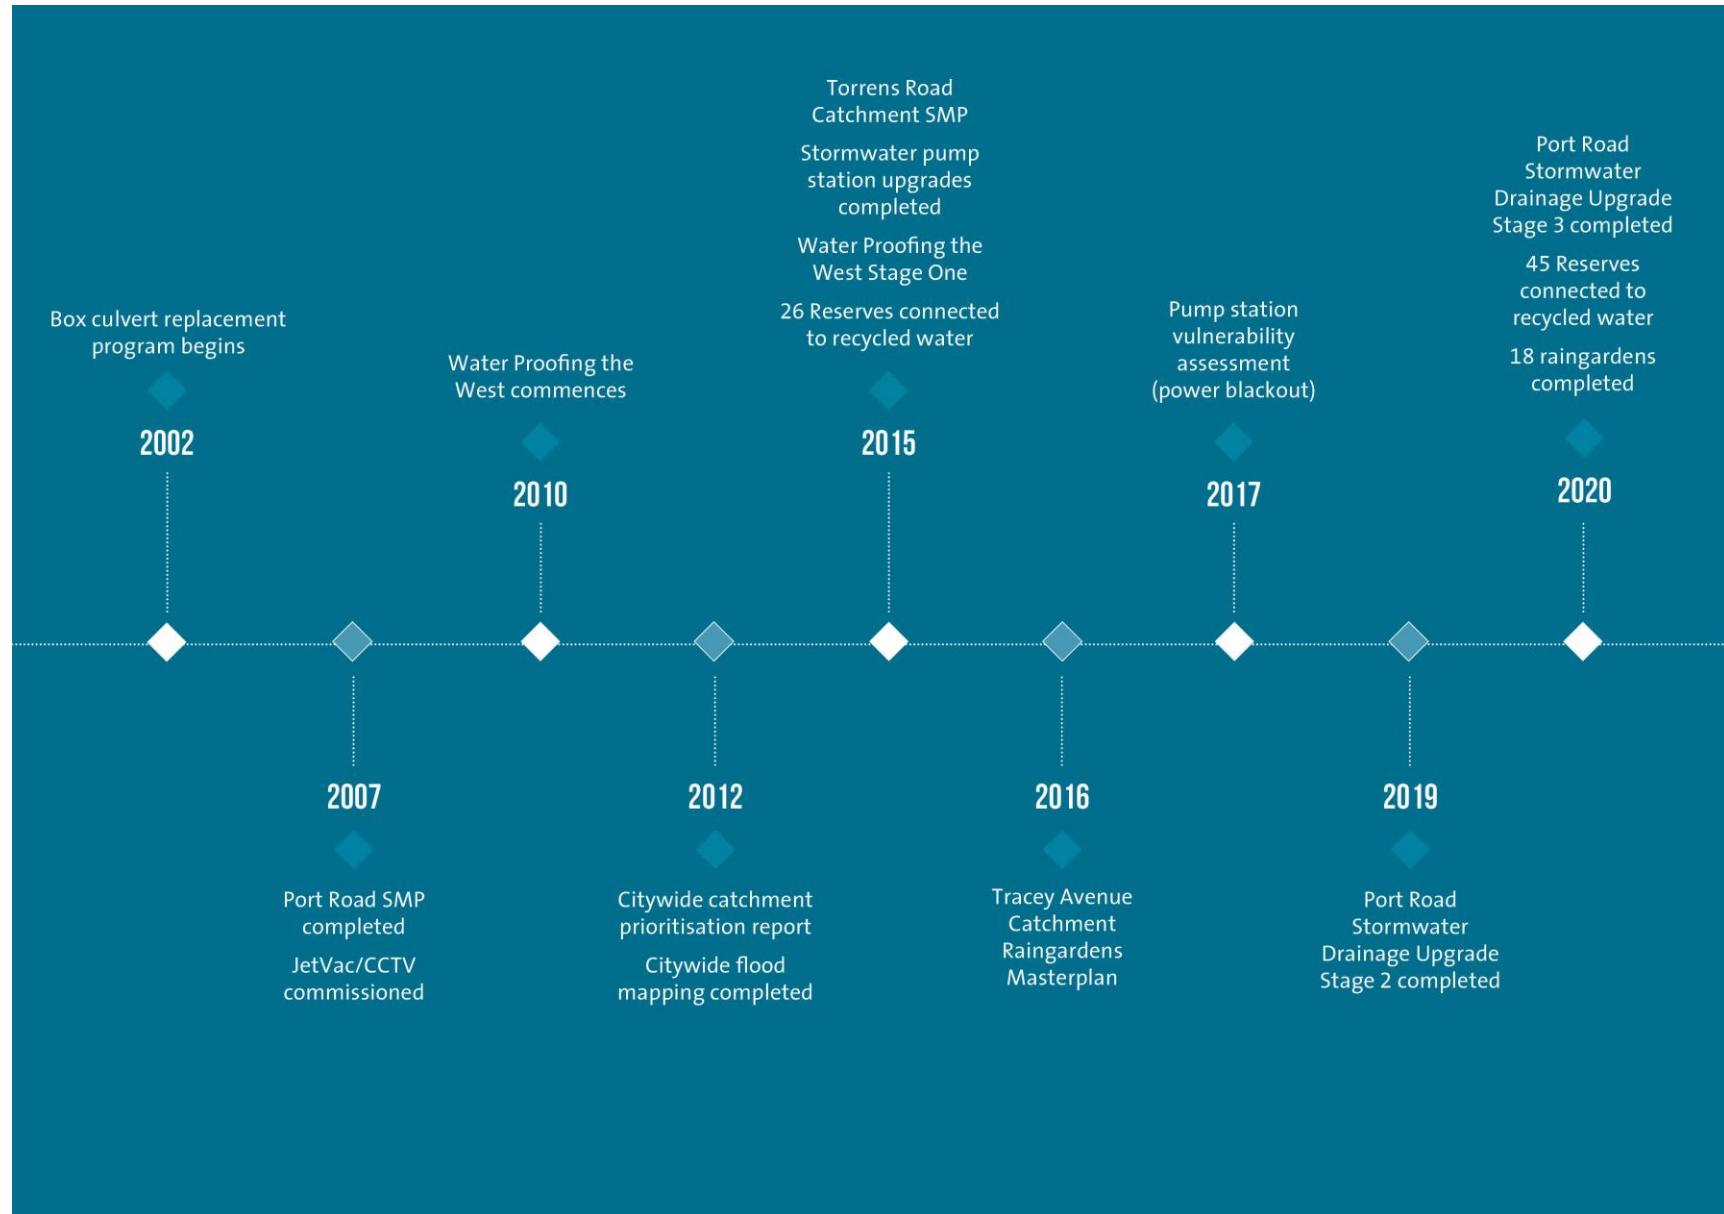 Box culvert replacement
program begins
2002
Port Road SMP
completed
JetVac/CCTV
commissioned
2007
Water Proofing the
West commences
2010
2012
Citywide catchment
prioritisation report
Citywide flood
mapping completed
Torrens Road
Catchment SMP
Stormwater pump
station upgrades
completed
Water Proofing the
West Stage One
26 Reserves connected
to recycled water
2015
2016
Tracey Avenue
Catchment
Raingardens
Masterplan
Pump station
vulnerability
assessment
(power blackout)
2017
2019
Port Road
Stormwater
Drainage Upgrade
Stage 2 completed
Port Road
Stormwater
Drainage Upgrade
Stage 3 completed
45 Reserves
connected to
recycled water
18 raingardens
completed
2020